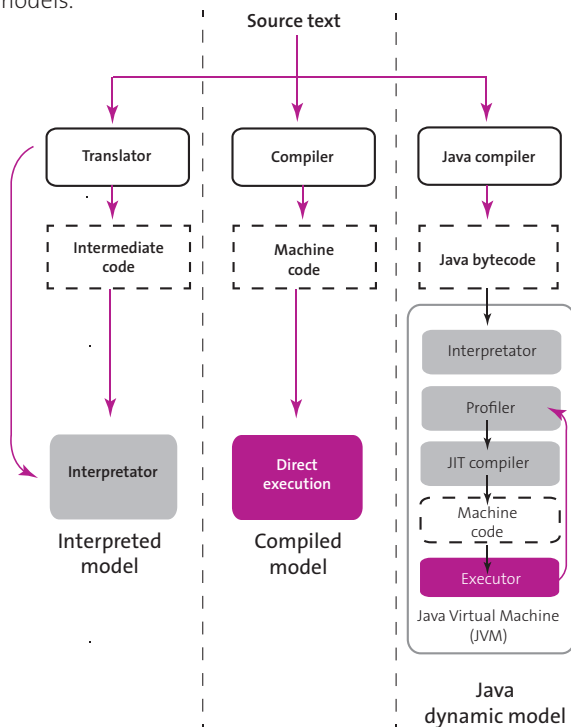 models.
Source text
Translator
Compiler
Java compiler
Intermediate
code
Machine
code
Java bytecode
Interpretator
Profiler
JIT compiler
Machine
code
Executor
Java Virtual Machine
(JVM)
Interpretator
Direct
execution
Interpreted
model
Compiled
model
Java
dynamic model